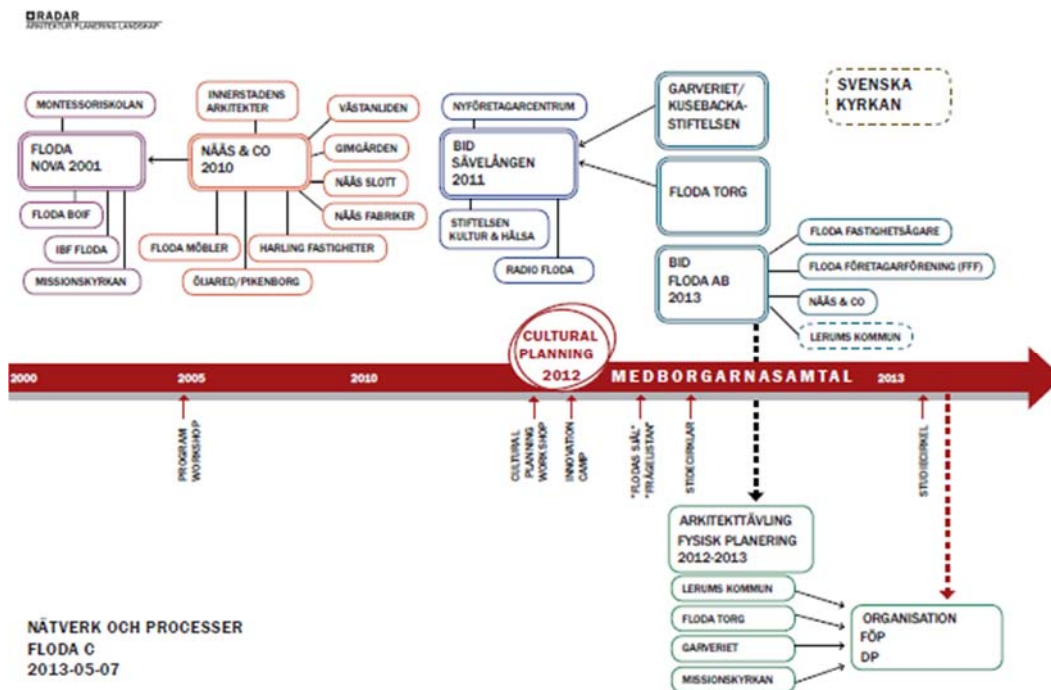 RADAR
ARKITEKTUR PLANERING LANDSKAP
MONTESSORISKOLAN
FLODA
NOVA 2001
FLODA BOIF
IBF FLODA
MISSIONSKYRKAN
INNERSTADENS
ARKITEKTER
NÄÄS & CO
2010
VÄSTANLIDEN
GIMGÅRDEN
NÄÄS SLOTT
NÄÄS FABRIKER
FLODA MÖBLER
HARLING FASTIGHETER
ÖIJARED/PIKENBORG
NYFÖRETAGARCENTRUM
BID
SÄVELÅNGEN
2011
STIFTELSEN
KULTUR & HÄLSA
RADIO FLODA
GARVERIET/
KUSEBACKA-
STIFTELSEN
FLODA TORG
BID
FLODA AB
2013
SVENSKA
KYRKAN
FLODA FASTIGHETSÄGARE
FLODA FÖRETAGARFÖRENING (FFF)
NÄÄS & CO
LERUMS KOMMUN
CULTURAL
PLANNING
2012
2000
2005
2010
MEDBORGARNASAMTAL
2013
PROGRAM
WORKSHOP
CULTURAL
PLANNING
WORKSHOP
INNOVATION
CAMP
"FLODAS SJÄL"
"FRÅGELISTAN"
STIDECIRKLAR
STUDIECIRKEL
ARKITEKTTÄVLING
FYSISK PLANERING
2012-2013
LERUMS KOMMUN
FLODA TORG
GARVERIET
MISSIONSKYRKAN
ORGANISATION
FÖP
DP
NÄTVERK OCH PROCESSER
FLODA C
2013-05-07